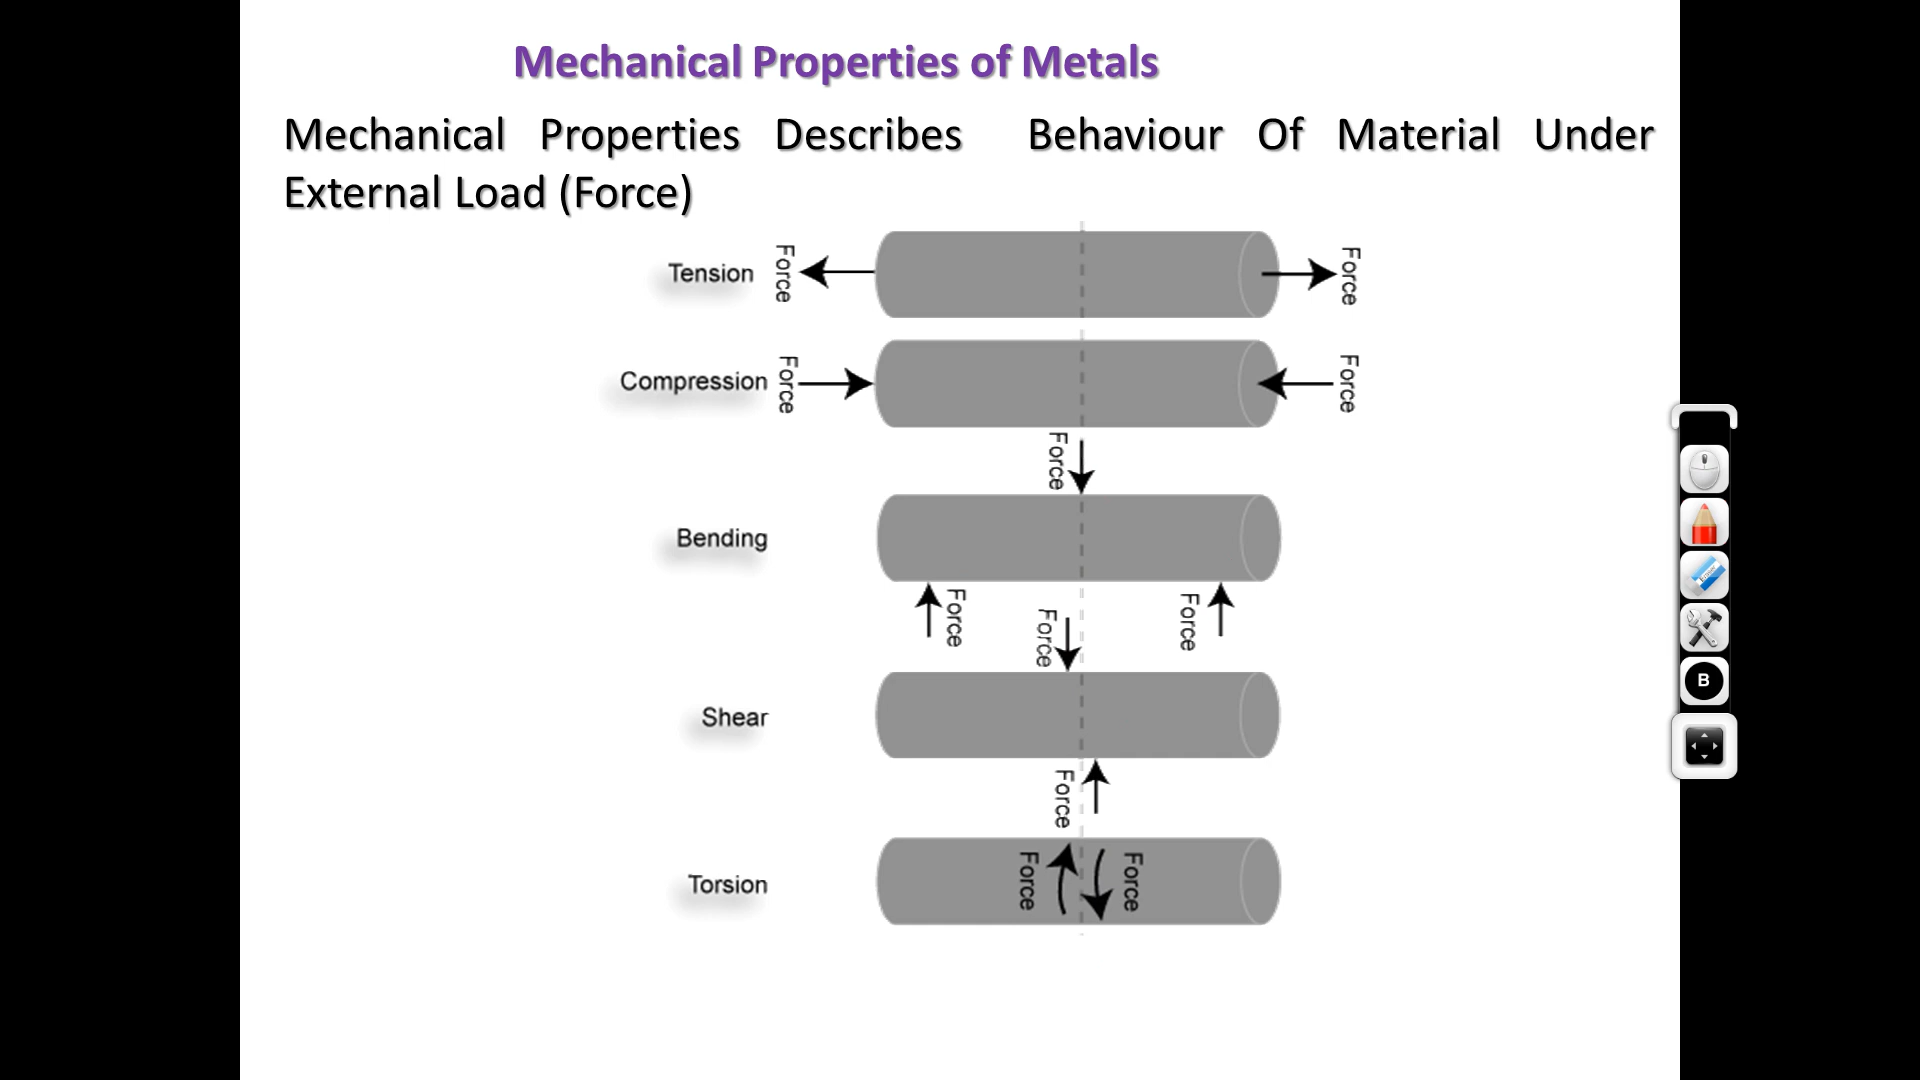 Mechanical Properties of Metals
Mechanical Properties Describes Behaviour Of Material Under
External Load (Force)
Tension Force Force
Compression Force Force
Force
Bending
Force Force
Force
Shear
Force
Torsion Force Force
B